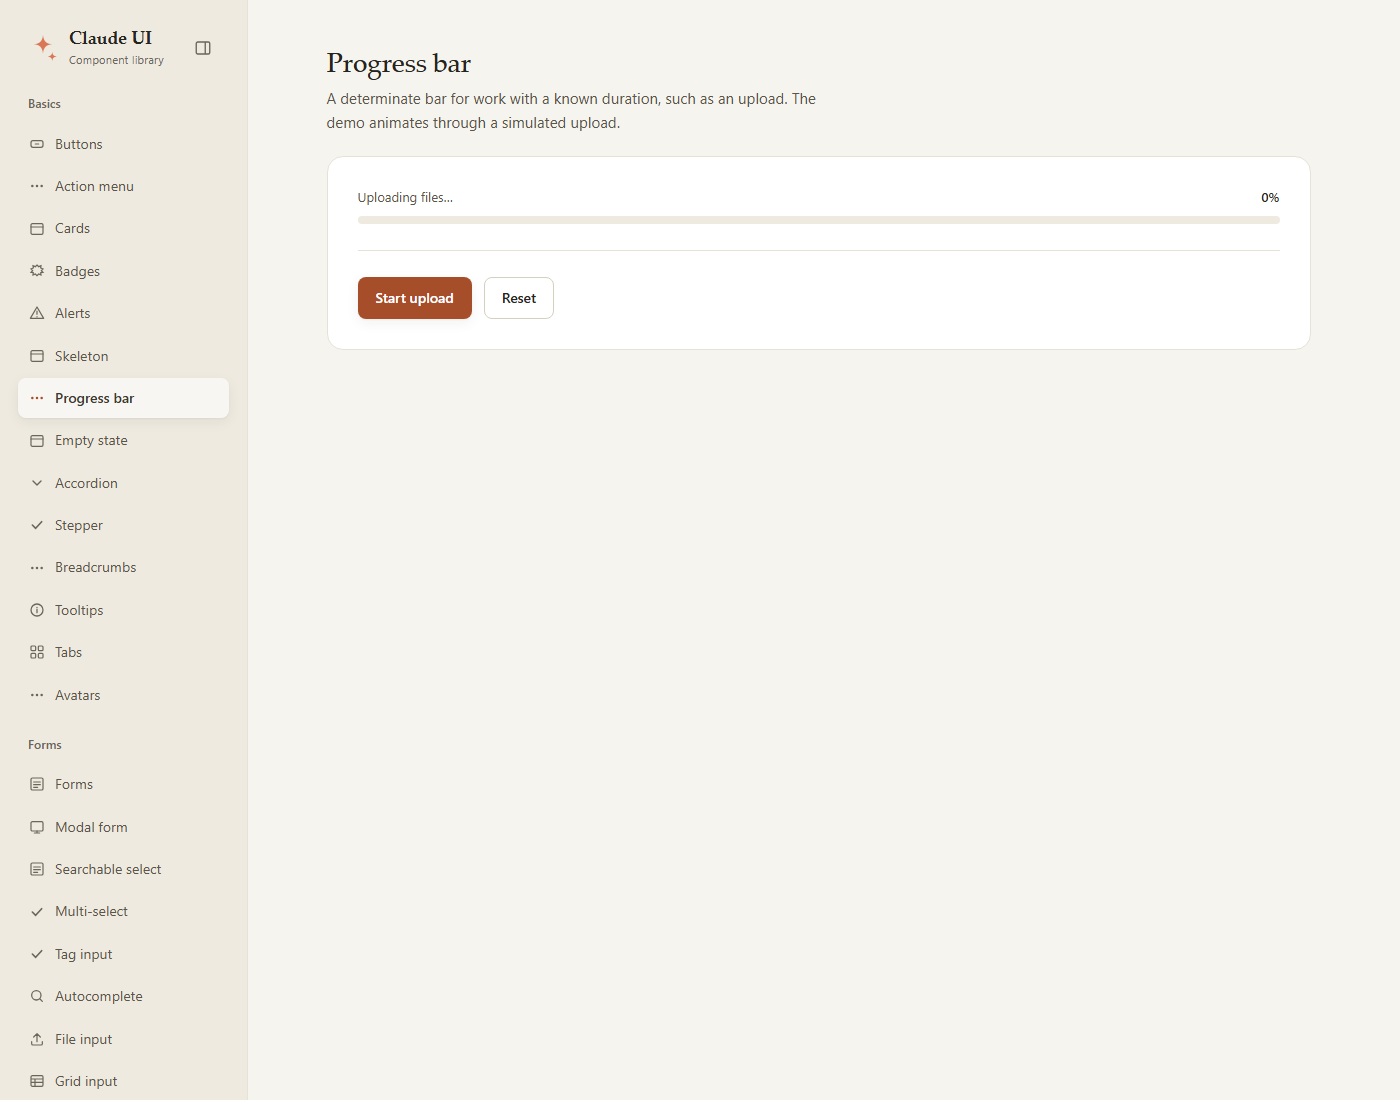 Claude UI
Component library
Basics
Buttons
Action menu
Cards
Badges
Alerts
Skeleton
Progress bar
Empty state
Accordion
Stepper
Breadcrumbs
Tooltips
Tabs
Avatars
Forms
Forms
Modal form
Searchable select
Multi-select
Tag input
Autocomplete
File input
Grid input
Progress bar
A determinate bar for work with a known duration, such as an upload. The
demo animates through a simulated upload.
Uploading files... 0%
Start upload Reset